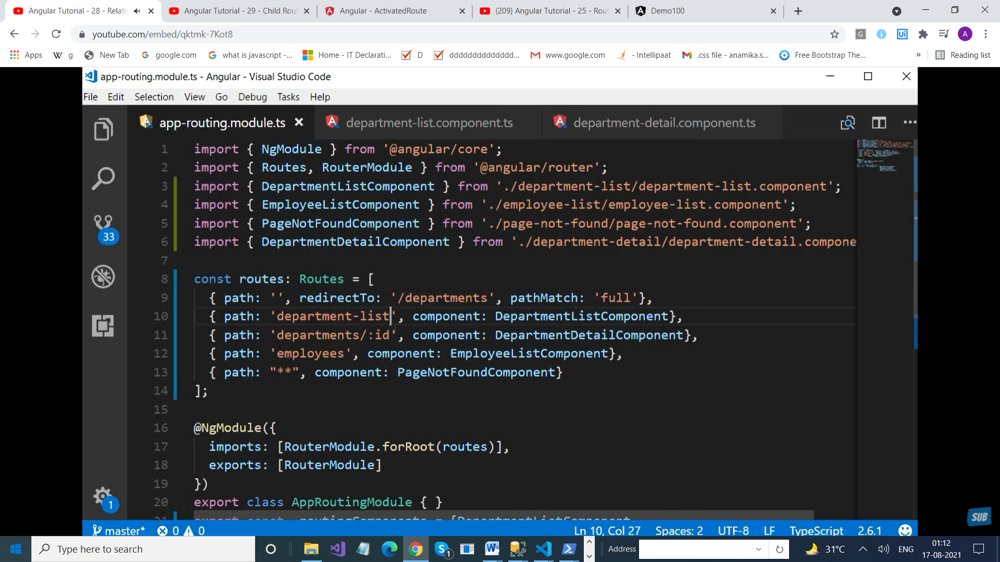 Angular Tutorial - 28 - Relativ
Angular Tutorial - 29 - Child Rout
Angular - ActivatedRoute
(209) Angular Tutorial - 25 - Rout
Demo100
youtube.com/embed/qktmk-7Kot8
Apps
g
New Tab
google.com
what is javascript -...
Home - IT Declarati...
D
dddddddddddddd...
www.google.com
- Intellipaat
.css file - anamika.s...
Free Bootstrap The...
»
Reading list
app-routing.module.ts - Angular - Visual Studio Code
File Edit Selection View Go Debug Tasks Help
app-routing.module.ts
department-list.component.ts
department-detail.component.ts
1 import { NgModule } from '@angular/core';
2 import { Routes, RouterModule } from '@angular/router';
3 import { DepartmentListComponent } from './department-list/department-list.component';
4 import { EmployeeListComponent } from './employee-list/employee-list.component';
5 import { PageNotFoundComponent } from './page-not-found/page-not-found.component';
6 import { DepartmentDetailComponent } from './department-detail/department-detail.compone
7
8 const routes: Routes = [
9 { path: '', redirectTo: '/departments', pathMatch: 'full'},
10 { path: 'department-list', component: DepartmentListComponent},
11 { path: 'departments/:id', component: DepartmentDetailComponent},
12 { path: 'employees', component: EmployeeListComponent},
13 { path: "**", component: PageNotFoundComponent}
14 ];
15
16 @NgModule({
17 imports: [RouterModule.forRoot(routes)],
18 exports: [RouterModule]
19 })
20 export class AppRoutingModule { }
21 export const routingComponents = [DepartmentListComponent
33
1
SUB
master* 0 0
Ln 10, Col 27 Spaces: 2 UTF-8 LF TypeScript 2.6.1
Type here to search
1
Address
31°C
ENG
01:12
17-08-2021